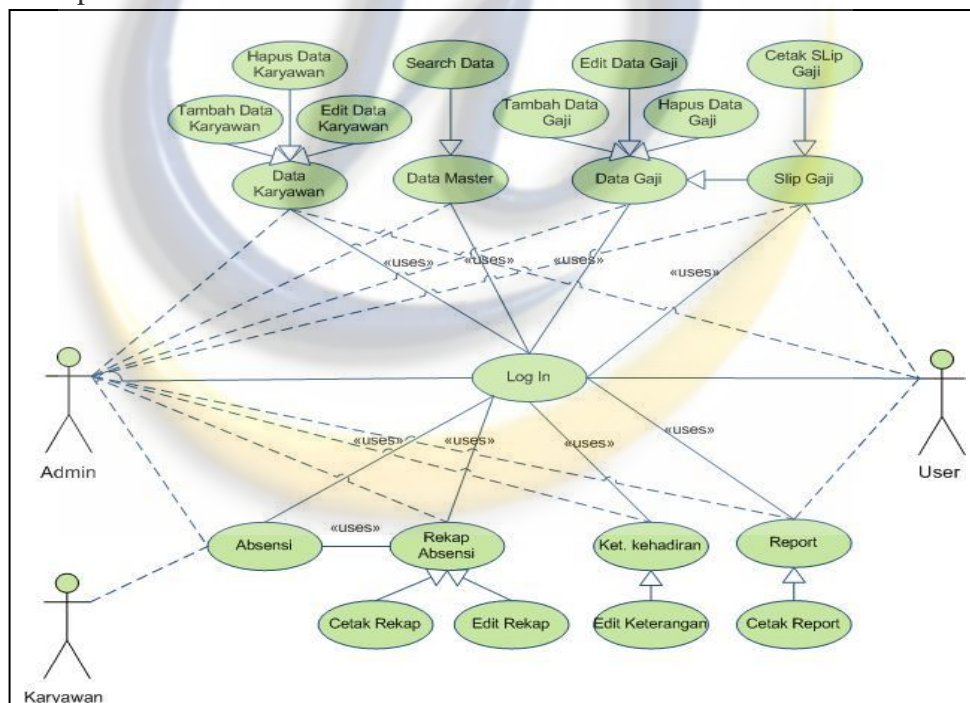 Hapus Data
Karyawan
Search Data
Edit Data Gaji
Cetak SLip
Gaji
Tambah Data
Karyawan
Edit Data
Karyawan
Tambah Data
Gaji
Hapus Data
Gaji
Data
Karyawan
Data Master
Data Gaji
Slip Gaji
«uses»
«uses»
«uses»
«uses»
Log In
Admin
User
«uses»
«uses»
«uses»
«uses»
Absensi
«uses»
Rekap
Absensi
Ket. kehadiran
Report
Cetak Rekap
Edit Rekap
Edit Keterangan
Cetak Report
Karyawan